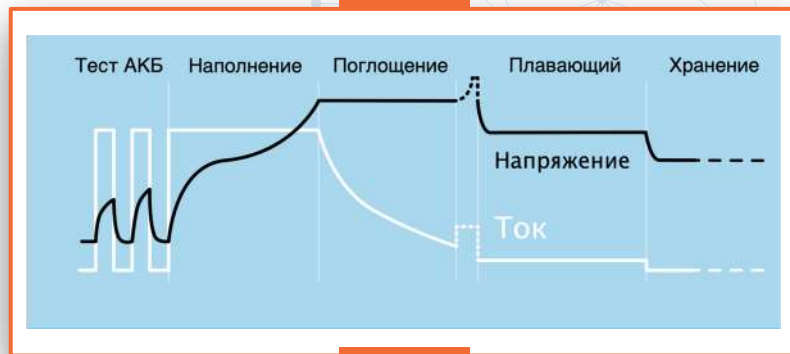 Тест АКБ Наполнение Поглощение Плавающий Хранение
Напряжение
Ток